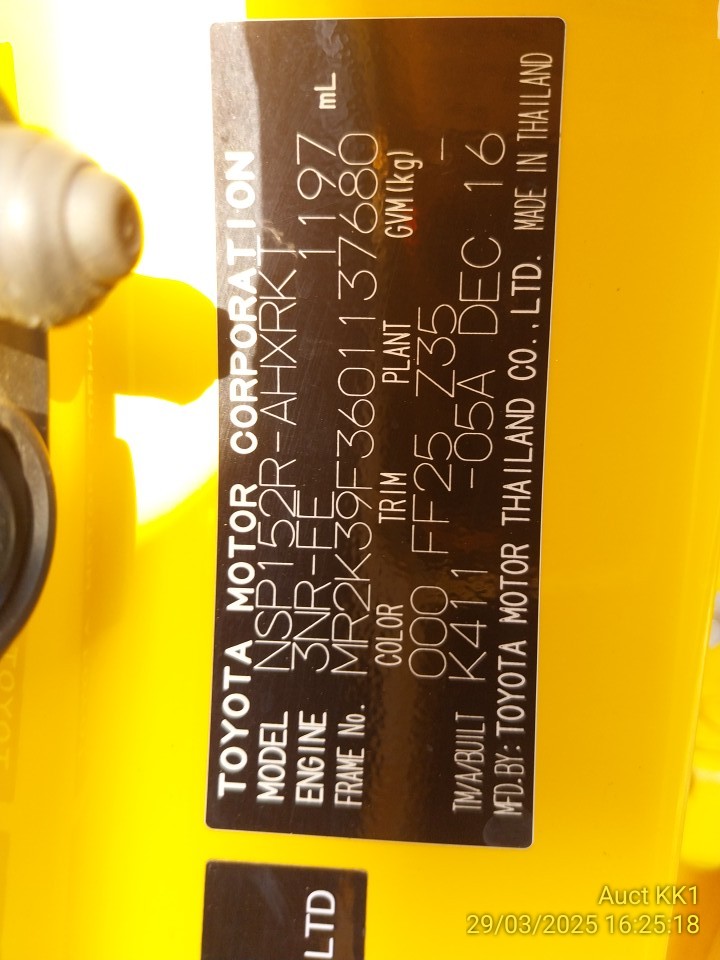 TOYOTA MOTOR CORPORATION
MODEL NSP152R-AHXRKT
ENGINE 3NR-FE 1197 mL
FRAME No. MR2K39F3601137680
COLOR TRIM PLANT GVM(kg)
000 FF25 Z35 -
TM/A/BUILT K411 -05A DEC 16
MFD.BY:TOYOTA MOTOR THAILAND CO.,LTD. MADE IN THAILAND
LTD
Auct KK1
29/03/2025 16:25:18